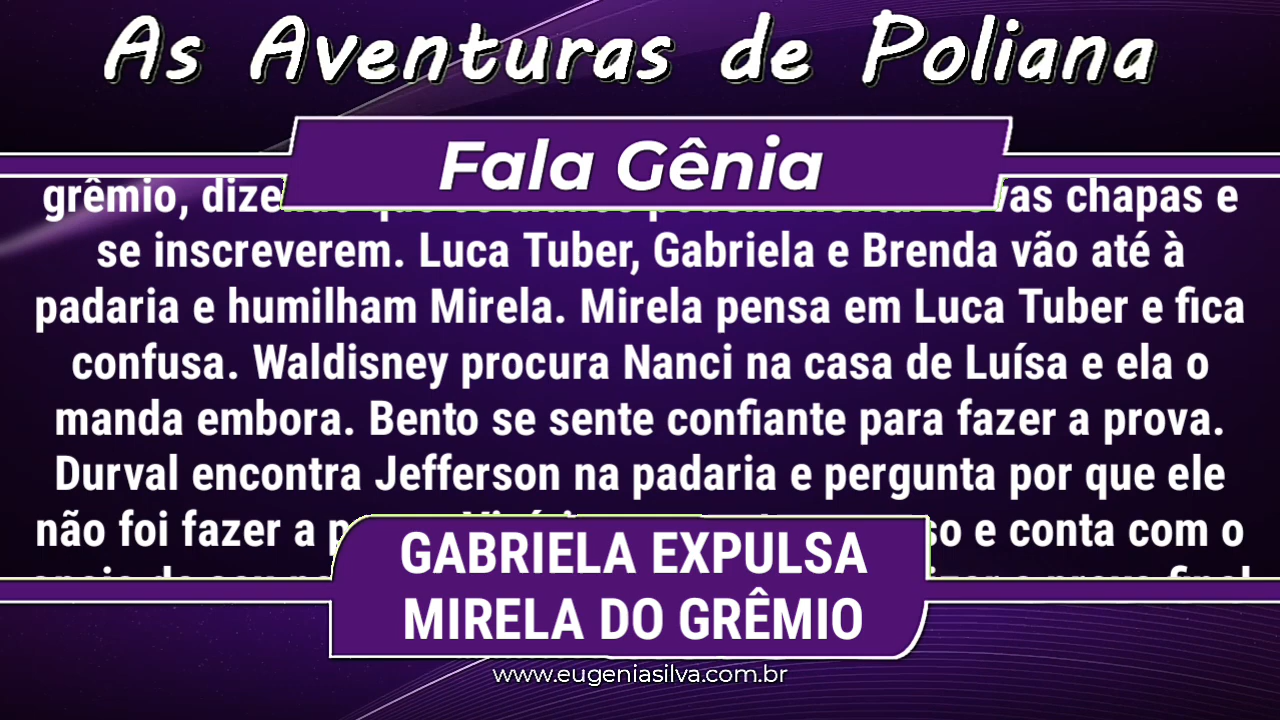 As Aventuras de Poliana
Fala Gênia
grêmio, vas chapas e
se inscreverem. Luca Tuber, Gabriela e Brenda vão até à
padaria e humilham Mirela. Mirela pensa em Luca Tuber e fica
confusa. Waldisney procura Nanci na casa de Luísa e ela o
manda embora. Bento se sente confiante para fazer a prova.
Durval encontra Jefferson na padaria e pergunta por que ele
não foi fazer a so e conta com o
GABRIELA EXPULSA
MIRELA DO GRÊMIO
www.eugeniasilva.com.br